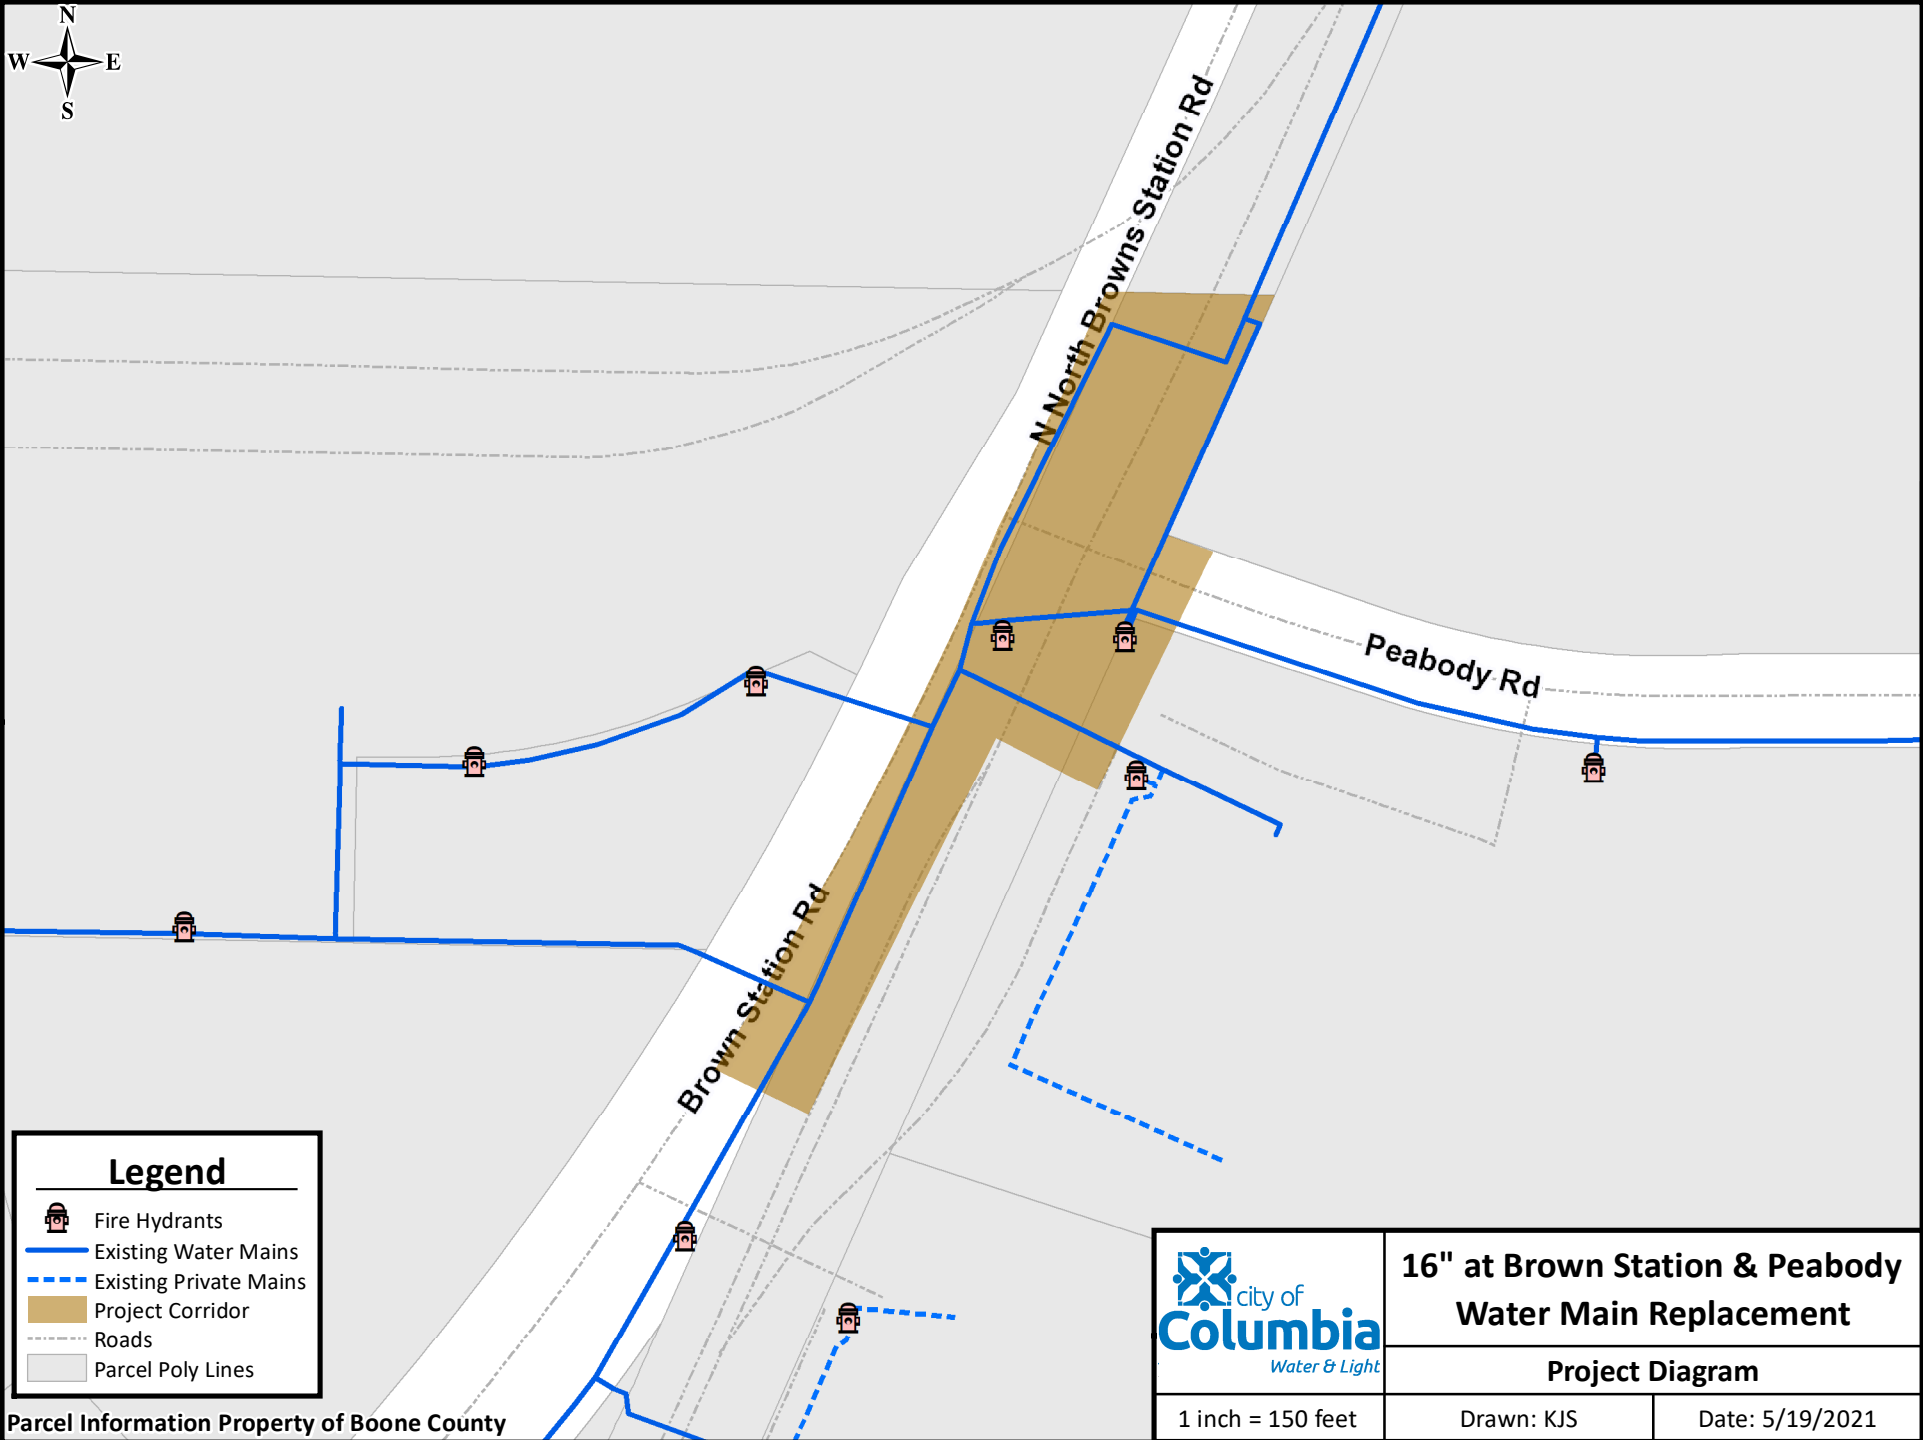 N
W E
S
N North Browns Station Rd
Peabody Rd
Brown Station Rd
Legend
Fire Hydrants
Existing Water Mains
Existing Private Mains
Project Corridor
Roads
Parcel Poly Lines
Parcel Information Property of Boone County
city of
Columbia
Water & Light
16" at Brown Station & Peabody
Water Main Replacement
Project Diagram
1 inch = 150 feet
Drawn: KJS
Date: 5/19/2021